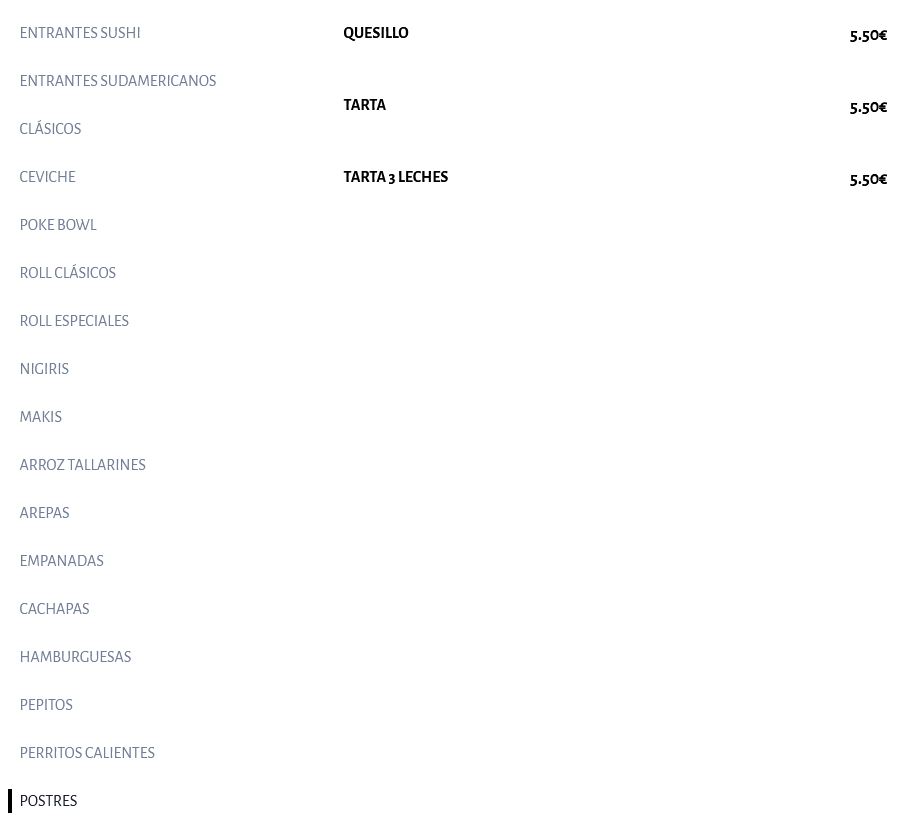 ENTRANTES SUSHI
ENTRANTES SUDAMERICANOS
CLÁSICOS
CEVICHE
POKE BOWL
ROLL CLÁSICOS
ROLL ESPECIALES
NIGIRIS
MAKIS
ARROZ TALLARINES
AREPAS
EMPANADAS
CACHAPAS
HAMBURGUESAS
PEPITOS
PERRITOS CALIENTES
POSTRES
QUESILLO 5.50€
TARTA 5.50€
TARTA 3 LECHES 5.50€